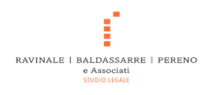 RAVINALE | BALDASSARRE | PERENO
e Associati
STUDIO LEGALE